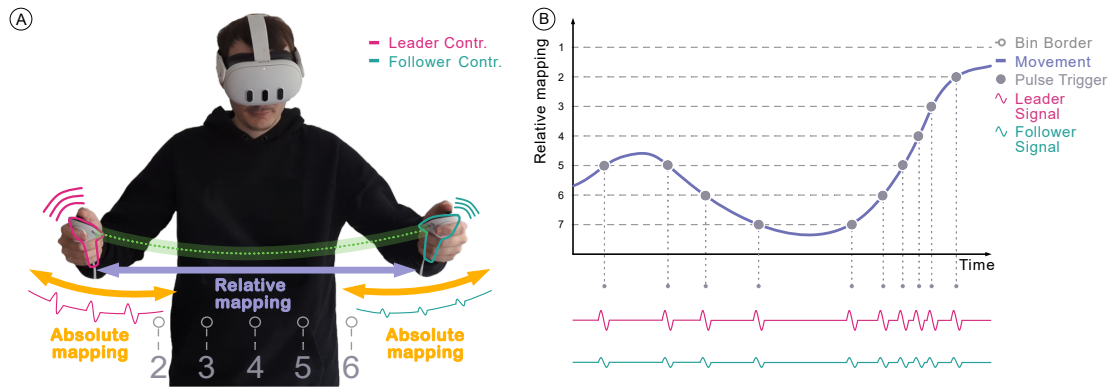 A
Leader Contr.
Follower Contr.
Relative
mapping
Absolute
mapping
Absolute
mapping
2 3 4 5 6
B
Relative mapping
1
2
3
4
5
6
7
Time
Bin Border
Movement
Pulse Trigger
Leader
Signal
Follower
Signal